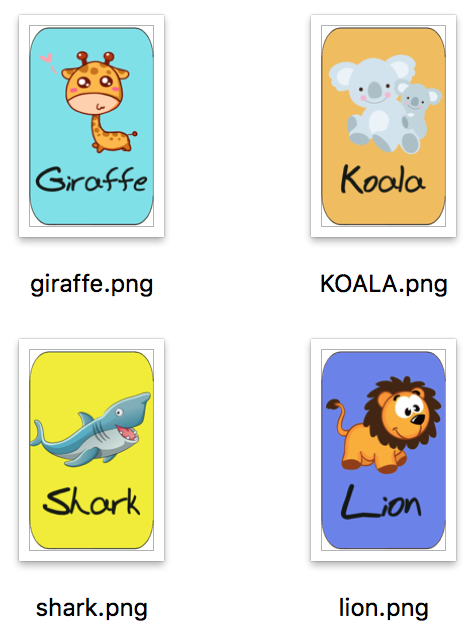 Giraffe
Koala
giraffe.png
KOALA.png
Shark
Lion
shark.png
lion.png